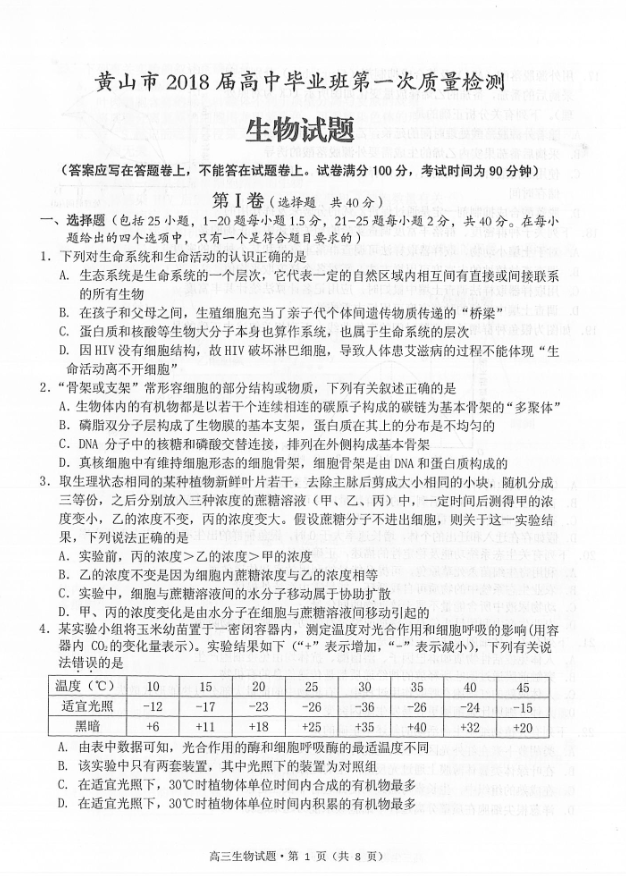 黄山市 2018 届高中毕业班第一次质量检测
生物试题
(答案应写在答题卷上，不能答在试题卷上。试卷满分 100 分，考试时间为 90 分钟)
第 I 卷 ( 选择题 共 40 分 )
一、选择题（包括 25 小题，1-20 题每小题 1.5 分，21-25 题每小题 2 分，共 40 分。在每小
题给出的四个选项中，只有一个是符合题目要求的）
1. 下列对生命系统和生命活动的认识正确的是
A. 生态系统是生命系统的一个层次，它代表一定的自然区域内相互间有直接或间接联系
的所有生物
B. 在孩子和父母之间，生殖细胞充当了亲子代个体间遗传物质传递的“桥梁”
C. 蛋白质和核酸等生物大分子本身也算作系统，也属于生命系统的层次
D. 因 HIV 没有细胞结构，故 HIV 破坏淋巴细胞，导致人体患艾滋病的过程不能体现“生
命活动离不开细胞”
2.“骨架或支架”常形容细胞的部分结构或物质，下列有关叙述正确的是
A. 生物体内的有机物都是以若干个连续相连的碳原子构成的碳链为基本骨架的“多聚体”
B. 磷脂双分子层构成了生物膜的基本支架，蛋白质在其上的分布是不均匀的
C. DNA 分子中的核糖和磷酸交替连接，排列在外侧构成基本骨架
D. 真核细胞中有维持细胞形态的细胞骨架，细胞骨架是由 DNA 和蛋白质构成的
3. 取生理状态相同的某种植物新鲜叶片若干，去除主脉后剪成大小相同的小块，随机分成
三等份，之后分别放入三种浓度的蔗糖溶液（甲、乙、丙）中，一定时间后测得甲的浓
度变小，乙的浓度不变，丙的浓度变大。假设蔗糖分子不进出细胞，则关于这一实验结
果，下列说法正确的是
A. 实验前，丙的浓度＞乙的浓度＞甲的浓度
B. 乙的浓度不变是因为细胞内蔗糖浓度与乙的浓度相等
C. 实验中，细胞与蔗糖溶液间的水分子移动属于协助扩散
D. 甲、丙的浓度变化是由水分子在细胞与蔗糖溶液间移动引起的
4. 某实验小组将玉米幼苗置于一密闭容器内，测定温度对光合作用和细胞呼吸的影响(用容
器内 CO₂的变化量表示)。实验结果如下（“+”表示增加，“-”表示减小），下列有关说
法错误的是
温度（℃） 10 15 20 25 30 35 40 45
适宜光照 -12 -17 -23 -26 -36 -26 -24 -15
黑暗 +6 +11 +18 +25 +35 +40 +32 +20
A. 由表中数据可知，光合作用的酶和细胞呼吸酶的最适温度不同
B. 该实验中只有两套装置，其中光照下的装置为对照组
C. 在适宜光照下，30℃时植物体单位时间内合成的有机物最多
D. 在适宜光照下，30℃时植物体单位时间内积累的有机物最多
高三生物试题·第 1 页（共 8 页）